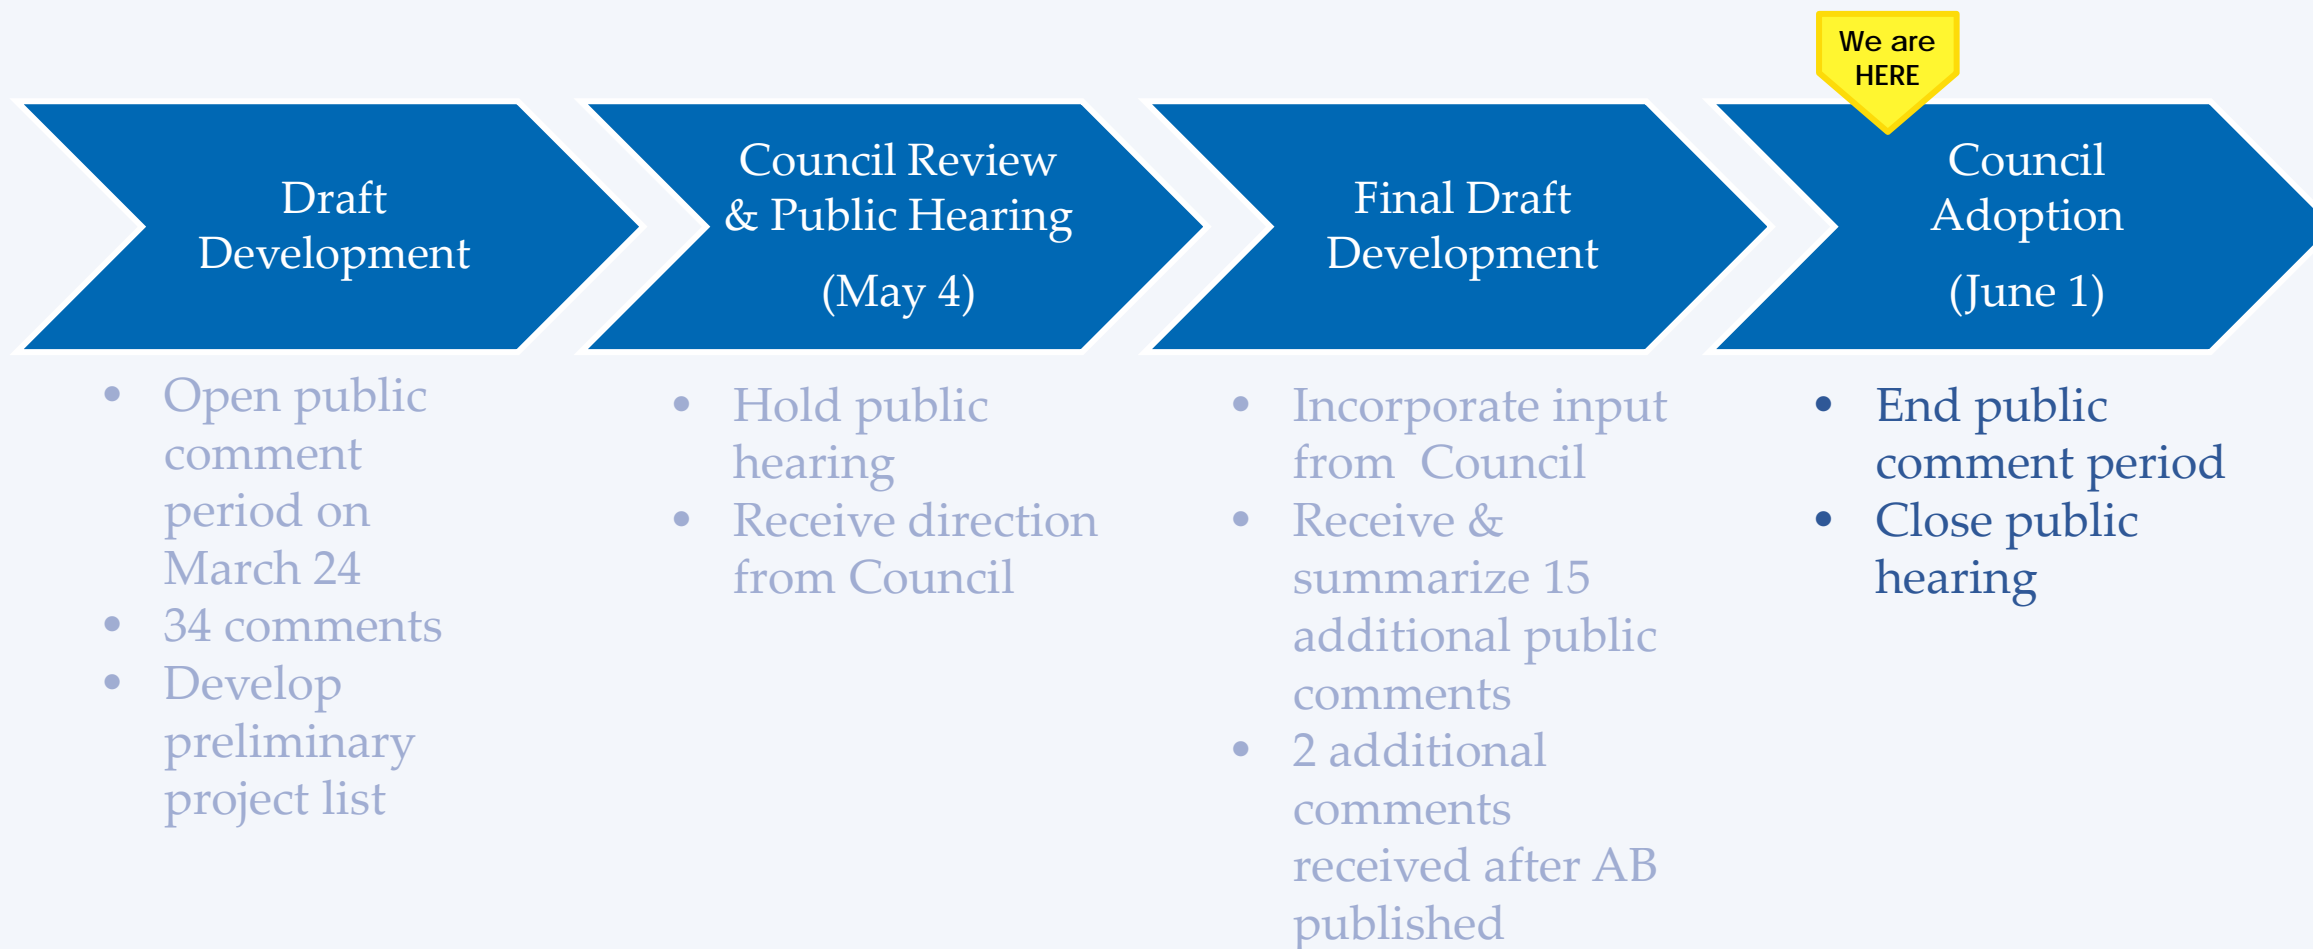 We are
HERE
Draft
Development
Council Review
& Public Hearing
(May 4)
Final Draft
Development
Council
Adoption
(June 1)
• Open public
comment
period on
March 24
• 34 comments
• Develop
preliminary
project list
• Hold public
hearing
• Receive direction
from Council
• Incorporate input
from  Council
• Receive &
summarize 15
additional public
comments
• 2 additional
comments
received after AB
published
• End public
comment period
• Close public
hearing